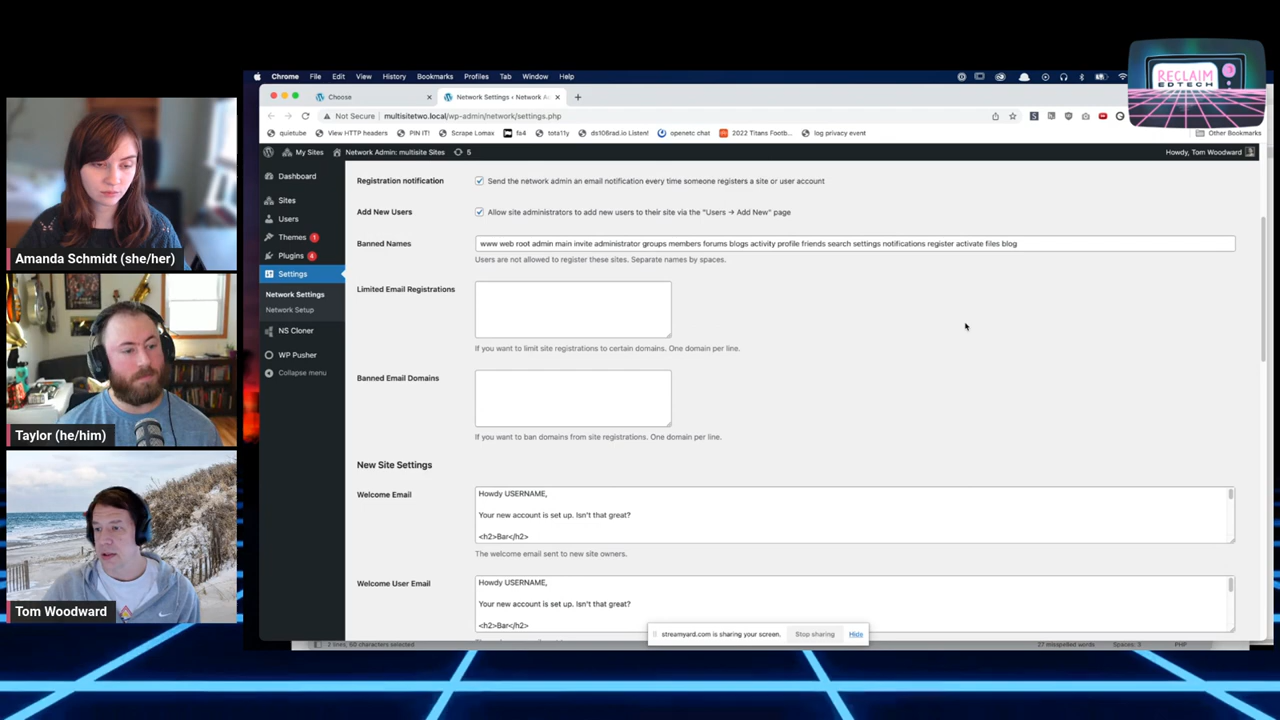 RECLAIM
EDTECH
Chrome File Edit View History Bookmarks Profiles Tab Window Help
Choose
Network Settings ‹ Network A
Not Secure multisitetwo.local/wp-admin/network/settings.php
quietube View HTTP headers PIN IT! Scrape Lomax fa4 tota11y ds106rad.io Listen! openetc chat 2022 Titans Footb... log privacy event Other Bookmarks
My Sites Network Admin: multisite Sites 5 Howdy, Tom Woodward
Dashboard
Sites
Users
Themes 1
Plugins 4
Settings
Network Settings
Network Setup
NS Cloner
WP Pusher
Collapse menu
Registration notification Send the network admin an email notification every time someone registers a site or user account
Add New Users Allow site administrators to add new users to their site via the "Users → Add New" page
Banned Names www web root admin main invite administrator groups members forums blogs activity profile friends search settings notifications register activate files blog
Users are not allowed to register these sites. Separate names by spaces.
Limited Email Registrations
If you want to limit site registrations to certain domains. One domain per line.
Banned Email Domains
If you want to ban domains from site registrations. One domain per line.
New Site Settings
Welcome Email Howdy USERNAME,
Your new account is set up. Isn't that great?
<h2>Bar</h2>
The welcome email sent to new site owners.
Welcome User Email Howdy USERNAME,
Your new account is set up. Isn't that great?
<h2>Bar</h2>
streamyard.com is sharing your screen. Stop sharing Hide
2 lines, 50 characters selected 27 misspelled words Spaces: 3 PHP
Amanda Schmidt (she/her)
Taylor (he/him)
Tom Woodward